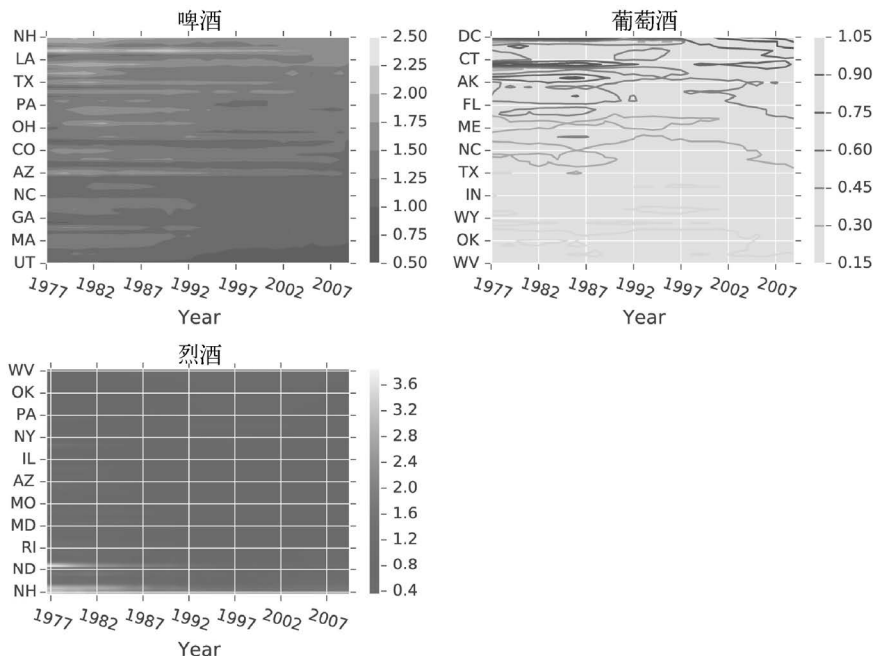 啤酒
NH
LA
TX
PA
OH
CO
AZ
NC
GA
MA
UT
1977 1982 1987 1992 1997 2002 2007
Year
2.50
2.25
2.00
1.75
1.50
1.25
1.00
0.75
0.50
葡萄酒
DC
CT
AK
FL
ME
NC
TX
IN
WY
OK
WV
1977 1982 1987 1992 1997 2002 2007
Year
1.05
0.90
0.75
0.60
0.45
0.30
0.15
烈酒
WV
OK
PA
NY
IL
AZ
MO
MD
RI
ND
NH
1977 1982 1987 1992 1997 2002 2007
Year
3.6
3.2
2.8
2.4
2.0
1.6
1.2
0.8
0.4